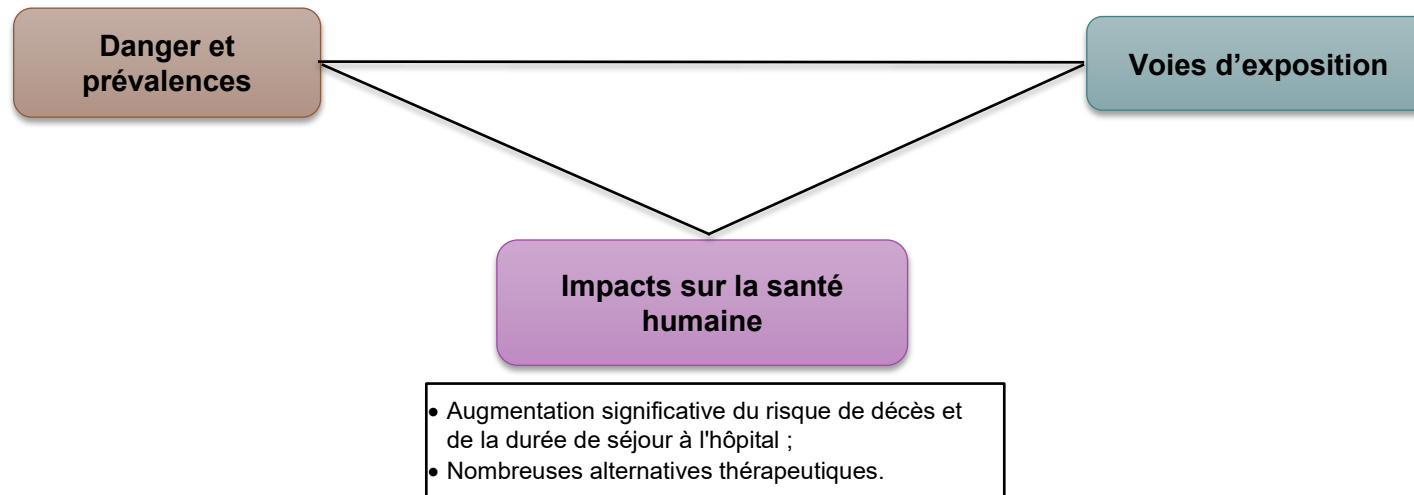 Danger et
prévalences
Voies d’exposition
Impacts sur la santé
humaine
• Augmentation significative du risque de décès et
de la durée de séjour à l'hôpital ;
• Nombreuses alternatives thérapeutiques.